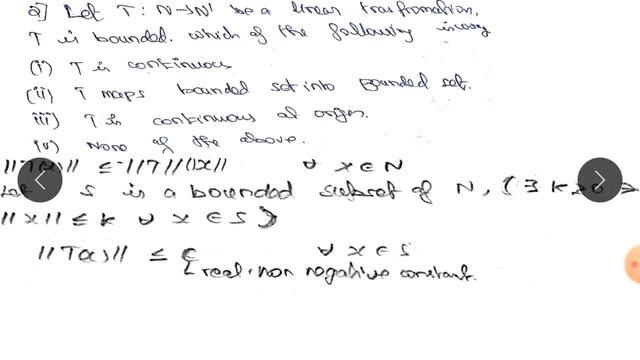 Q] Let T : N→N' be a linear trasfromation,
T is bounded. which of the following is wrong
(i) T is continuous
(ii) T maps bounded set into Bounded set.
iii) T is continuous at origin.
(iv) None of the above.
||T(x)|| ≤ ||T|| ||x|| ∀ x ∈ N
Let S is a bounded subset of N, (∃ K≥0 ∋
||x|| ≤ k ∀ x ∈ S)
||T(x)|| ≤ C ∀ x ∈ S
real, non negative constant.